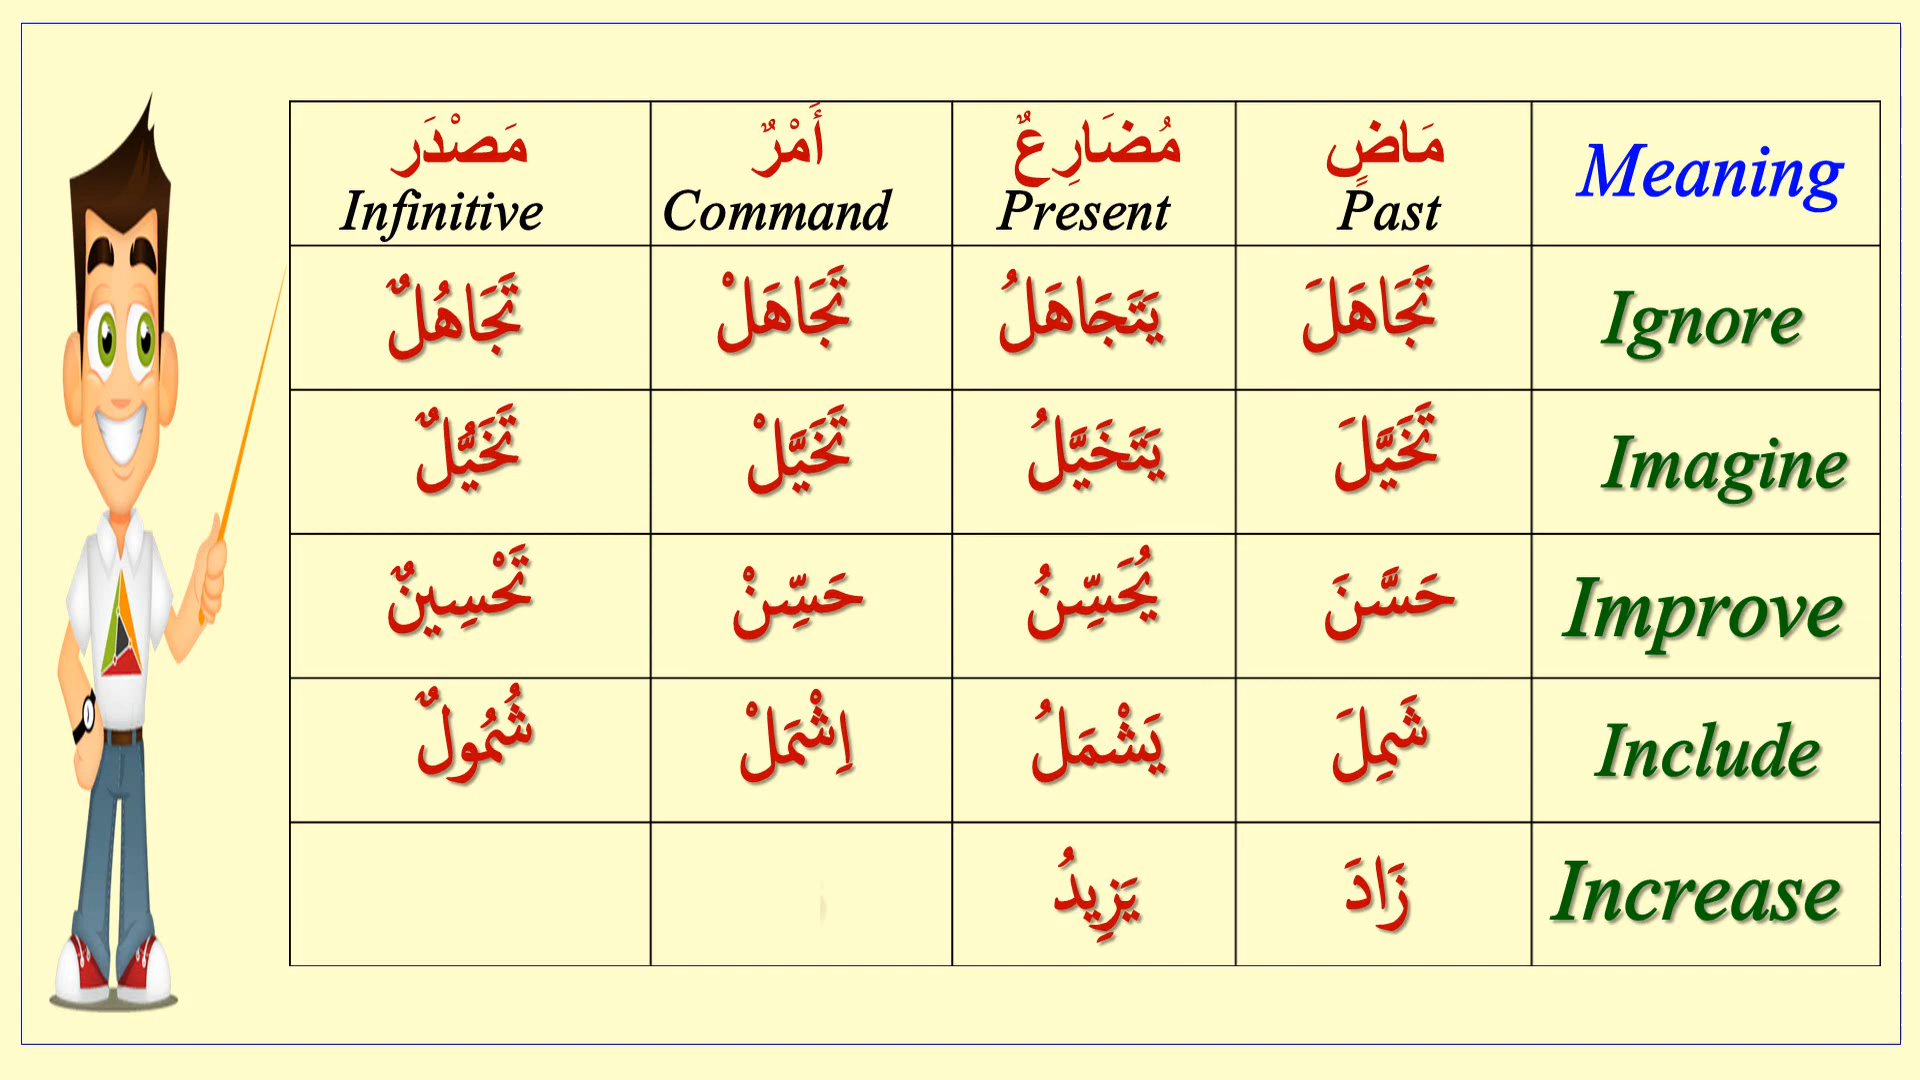 Meaning مَاضٍ مُضَارِعٌ أَمْرٌ مَصْدَر
Past Present Command Infinitive
Ignore تَجَاهَلَ يَتَجَاهَلُ تَجَاهَلْ تَجَاهُلٌ
Imagine تَخَيَّلَ يَتَخَيَّلُ تَخَيَّلْ تَخَيُّلٌ
Improve حَسَّنَ يُحَسِّنُ حَسِّنْ تَحْسِينٌ
Include شَمِلَ يَشْمَلُ اِشْمَلْ شُمُولٌ
Increase زَادَ يَزِيدُ